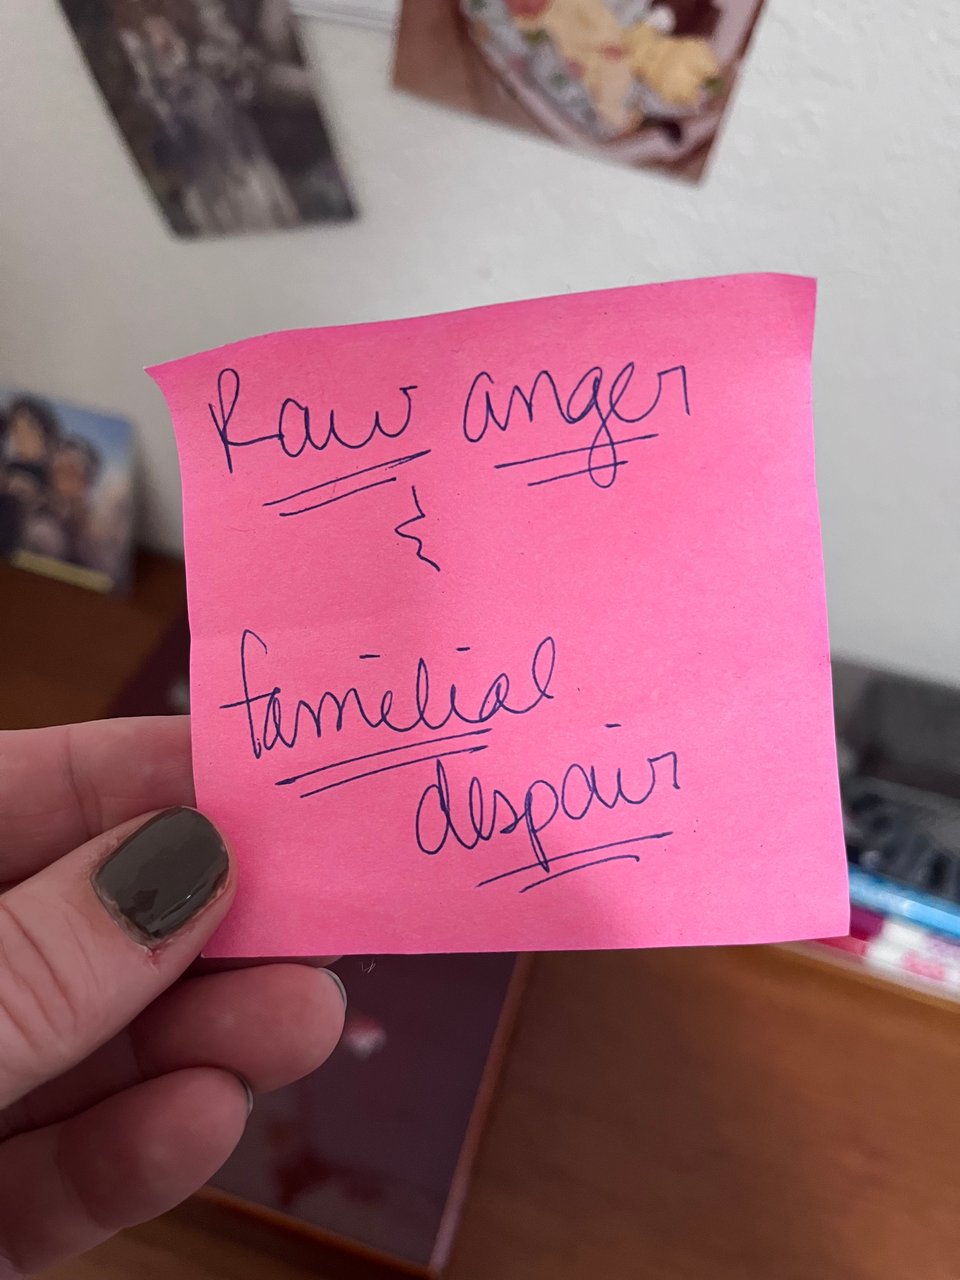 Raw anger
&
familial
despair